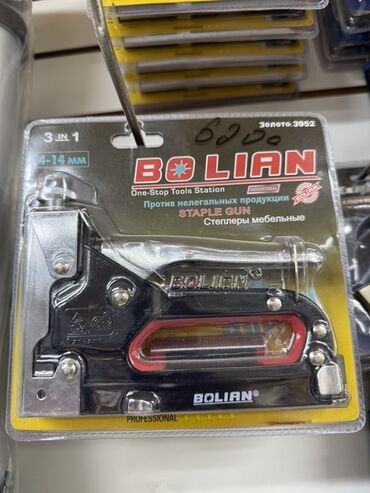 Золото.3952
3 IN 1
6200
4-14 мм
BOLIAN
One-Stop Tools Station
Против нелегальных продукции
STAPLE GUN
Степлеры мебельные
BOLIAN
BOLIAN®
PROFESSIONAL